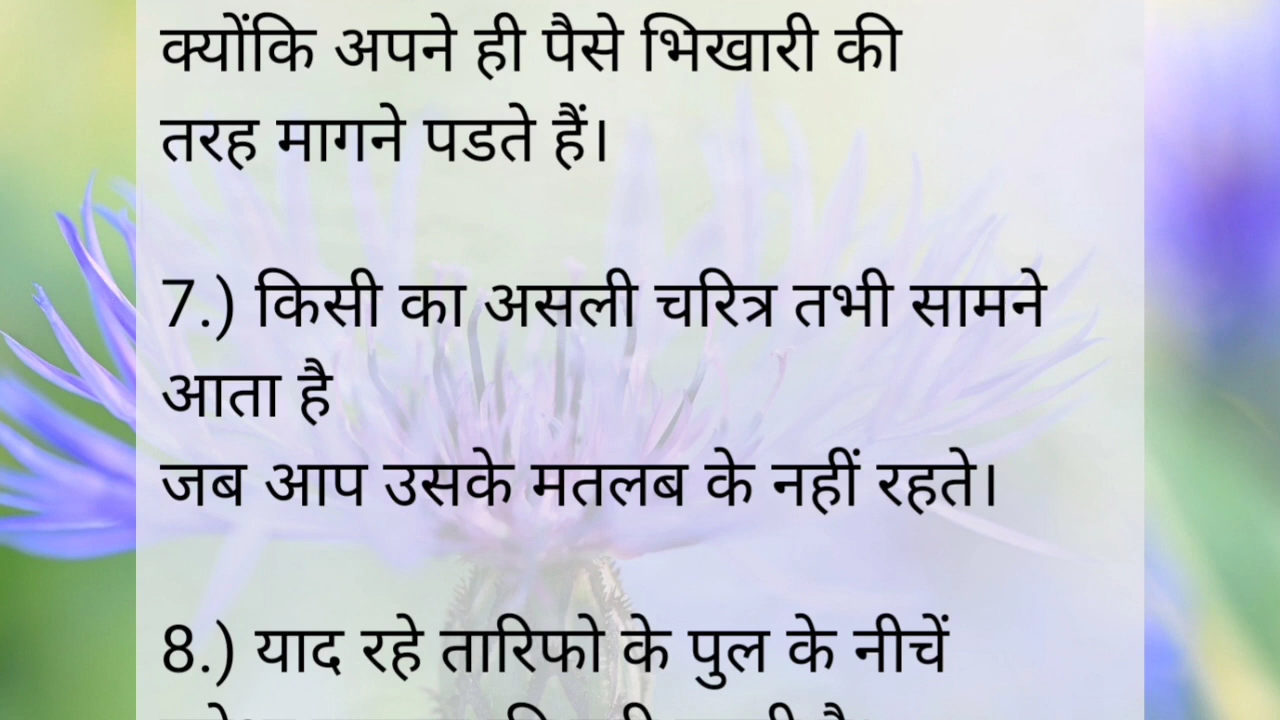 क्योंकि अपने ही पैसे भिखारी की
तरह मागने पडते हैं।
7.) किसी का असली चरित्र तभी सामने
आता है
जब आप उसके मतलब के नहीं रहते।
8.) याद रहे तारिफो के पुल के नीचें